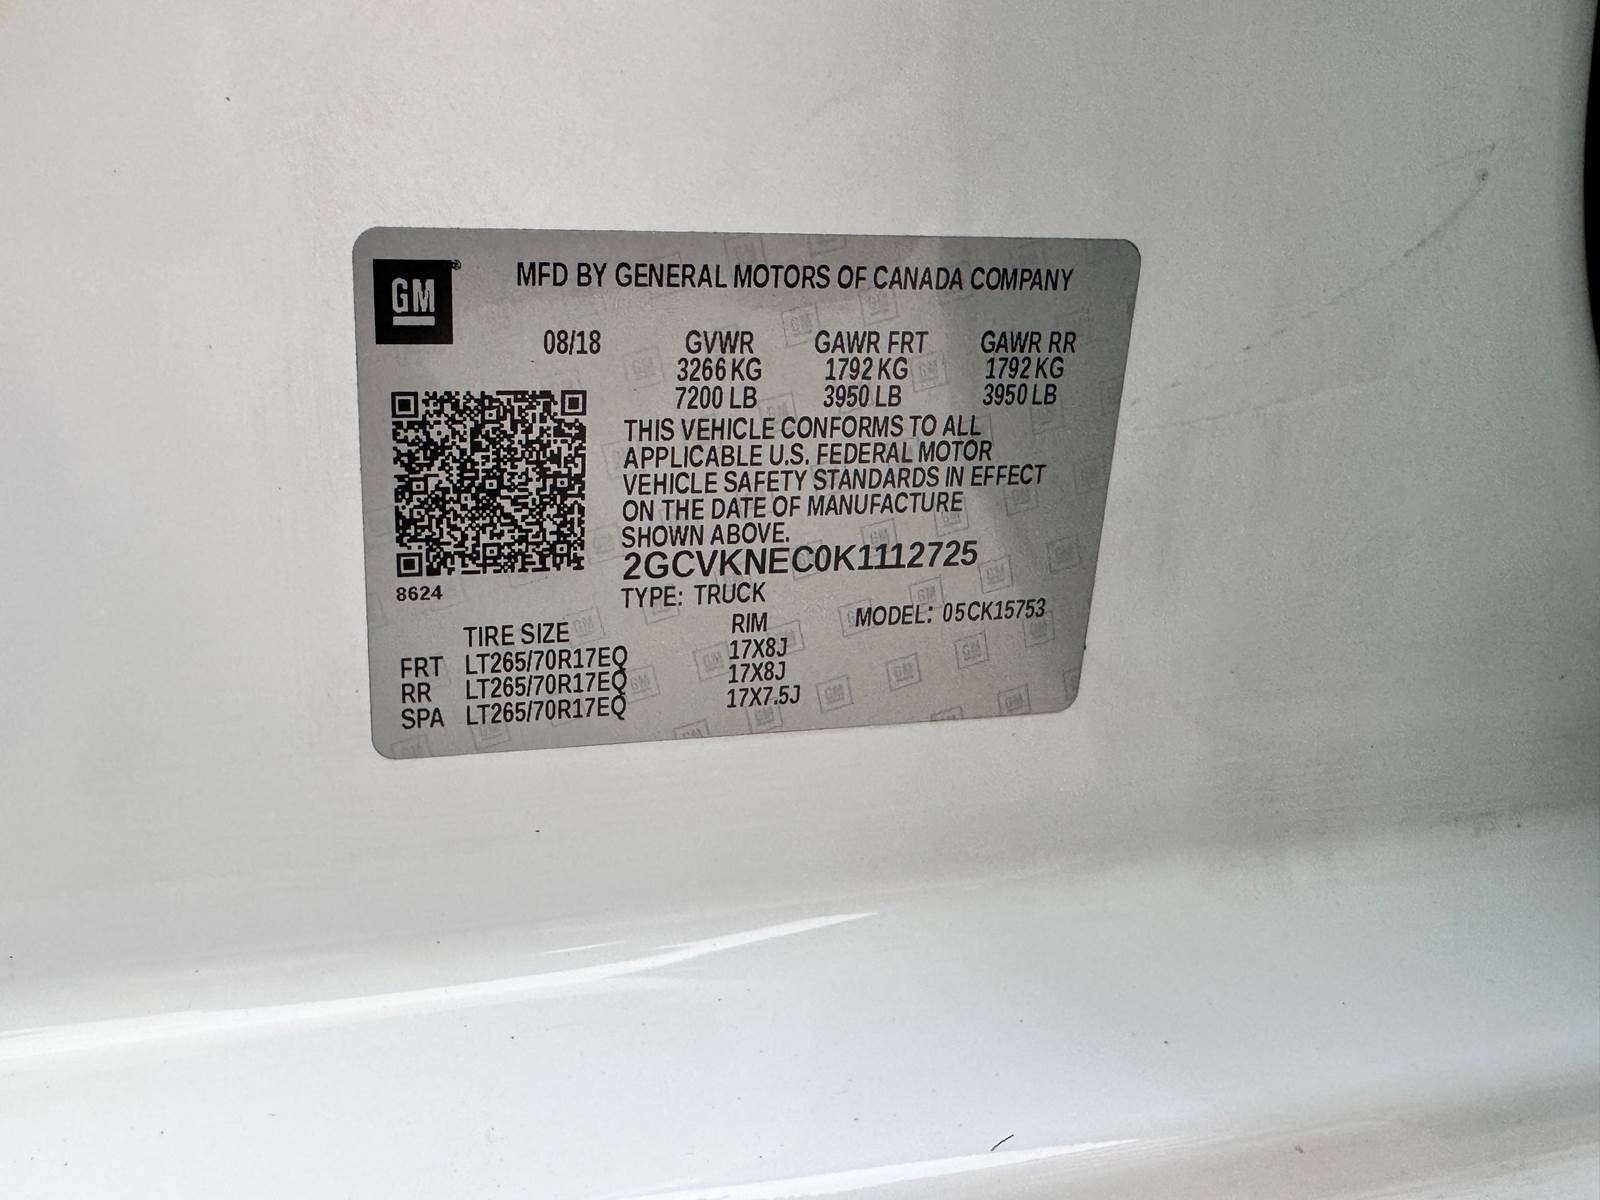 GM
MFD BY GENERAL MOTORS OF CANADA COMPANY
08/18 GVWR GAWR FRT GAWR RR
3266 KG 1792 KG 1792 KG
7200 LB 3950 LB 3950 LB
THIS VEHICLE CONFORMS TO ALL
APPLICABLE U.S. FEDERAL MOTOR
VEHICLE SAFETY STANDARDS IN EFFECT
ON THE DATE OF MANUFACTURE
SHOWN ABOVE.
2GCVKNEC0K1112725
8624
TYPE: TRUCK
MODEL: 05CK15753
TIRE SIZE RIM
FRT LT265/70R17EQ 17X8J
RR LT265/70R17EQ 17X8J
SPA LT265/70R17EQ 17X7.5J